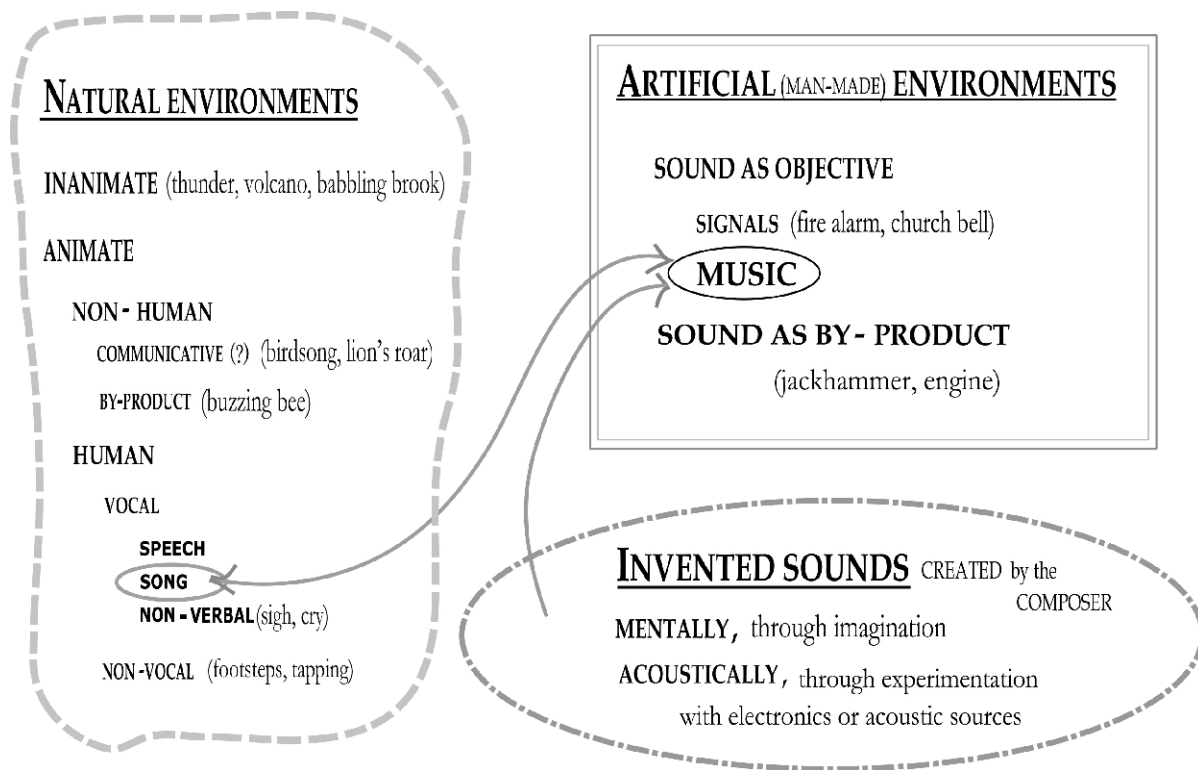 NATURAL ENVIRONMENTS
INANIMATE (thunder, volcano, babbling brook)
ANIMATE
NON - HUMAN
COMMUNICATIVE (?) (birdsong, lion's roar)
BY-PRODUCT (buzzing bee)
HUMAN
VOCAL
SPEECH
SONG
NON - VERBAL (sigh, cry)
NON -VOCAL (footsteps, tapping)
ARTIFICIAL (MAN-MADE) ENVIRONMENTS
SOUND AS OBJECTIVE
SIGNALS (fire alarm, church bell)
MUSIC
SOUND AS BY - PRODUCT
(jackhammer, engine)
INVENTED SOUNDS CREATED by the
COMPOSER
MENTALLY, through imagination
ACOUSTICALLY, through experimentation
with electronics or acoustic sources